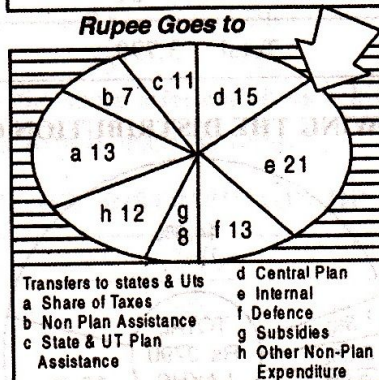 Rupee Goes to
c 11
d 15
b 7
a 13
e 21
h 12
g
8
f 13
Transfers to states & Uts
a Share of Taxes
b Non Plan Assistance
c State & UT Plan
Assistance
d Central Plan
e Internal
f Defence
g Subsidies
h Other Non-Plan
Expenditure